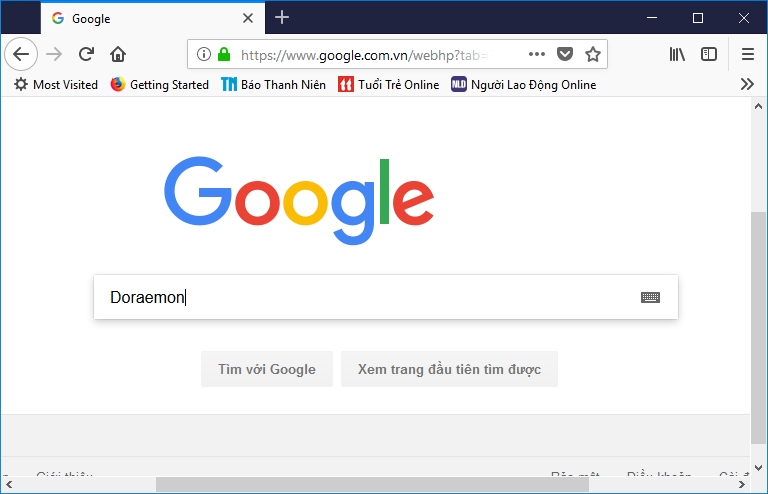 Google
https://www.google.com.vn/webhp?tab=
Most Visited Getting Started Báo Thanh Niên Tuổi Trẻ Online NLD Người Lao Động Online
Google
Doraemon
Tìm với Google Xem trang đầu tiên tìm được